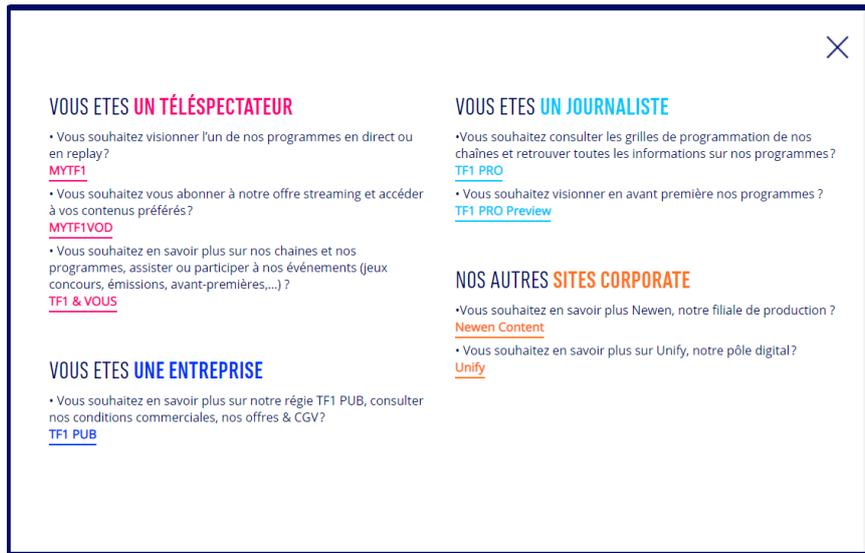 VOUS ETES UN TÉLÉSPECTATEUR
• Vous souhaitez visionner l'un de nos programmes en direct ou
en replay?
MYTF1
• Vous souhaitez vous abonner à notre offre streaming et accéder
à vos contenus préférés?
MYTF1VOD
• Vous souhaitez en savoir plus sur nos chaines et nos
programmes, assister ou participer à nos événements (jeux
concours, émissions, avant-premières,...) ?
TF1 & VOUS
VOUS ETES UNE ENTREPRISE
• Vous souhaitez en savoir plus sur notre régie TF1 PUB, consulter
nos conditions commerciales, nos offres & CGV?
TF1 PUB
VOUS ETES UN JOURNALISTE
•Vous souhaitez consulter les grilles de programmation de nos
chaînes et retrouver toutes les informations sur nos programmes?
TF1 PRO
• Vous souhaitez visionner en avant première nos programmes ?
TF1 PRO Preview
NOS AUTRES SITES CORPORATE
•Vous souhaitez en savoir plus Newen, notre filiale de production ?
Newen Content
• Vous souhaitez en savoir plus sur Unify, notre pôle digital?
Unify